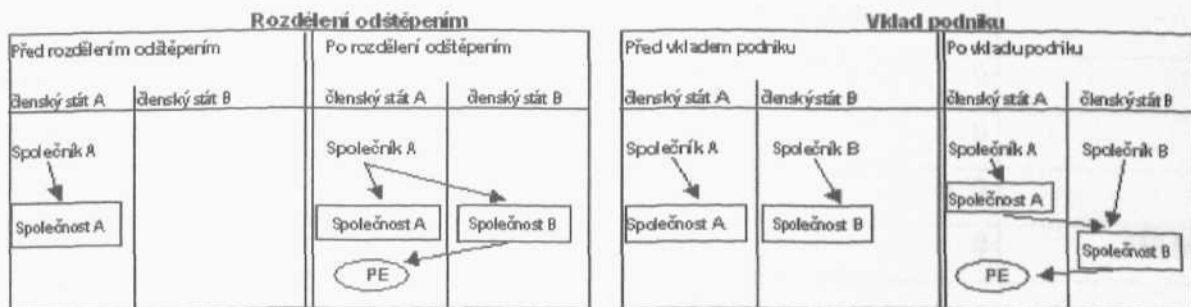 Rozdělení odštěpením
Před rozdělením odštěpením
Po rozdělení odštěpením
členský stát A
členský stát B
členský stát A
členský stát B
Společník A
Společnost A
Společník A
Společnost A
Společnost B
PE
Vklad podniku
Před vkladem podniku
Po vkladu podniku
členský stát A
členský stát B
členský stát A
členský stát B
Společník A
Společník B
Společnost A
Společnost B
Společník A
Společník B
Společnost A
Společnost B
PE